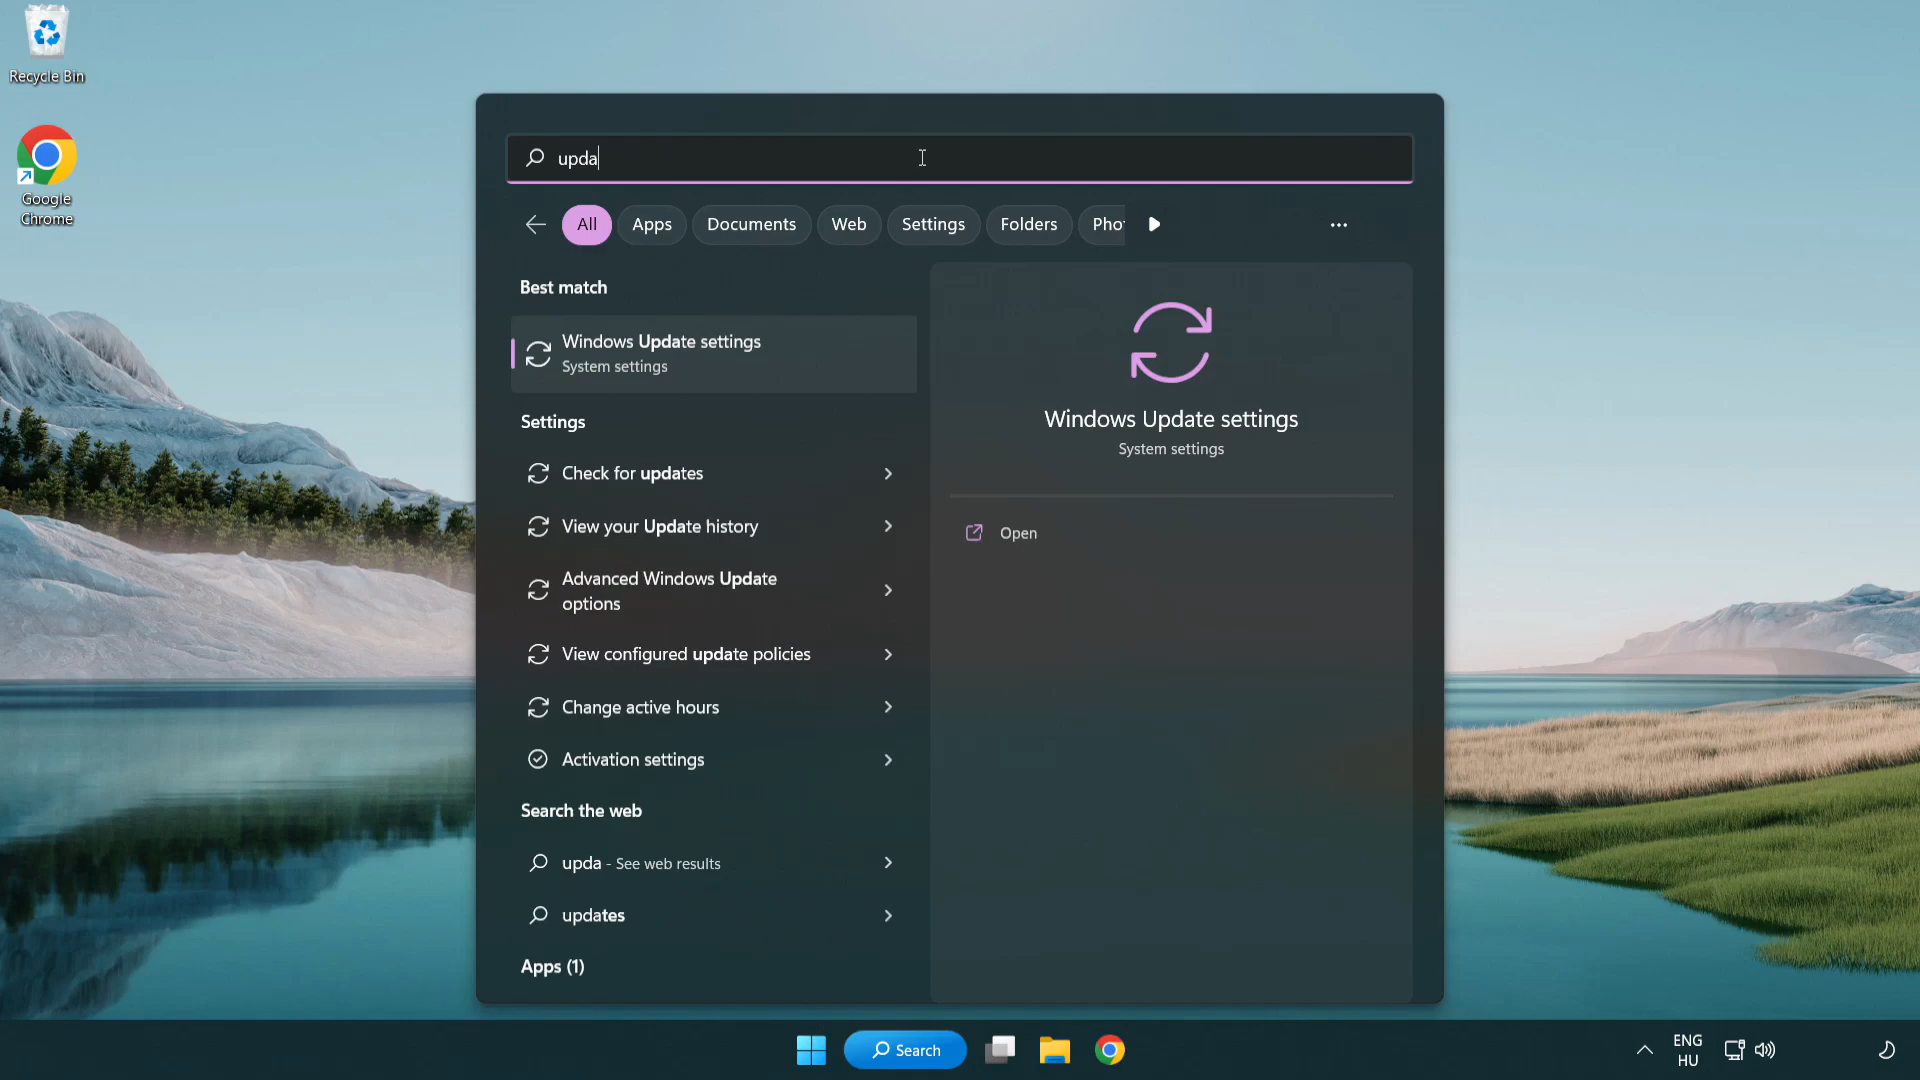 Recycle Bin
Google
Chrome
upda
All
Apps
Documents
Web
Settings
Folders
Pho
Best match
Windows Update settings
System settings
Settings
Check for updates
View your Update history
Advanced Windows Update
options
View configured update policies
Change active hours
Activation settings
Search the web
upda - See web results
updates
Apps (1)
Windows Update settings
System settings
Open
Search
ENG
HU